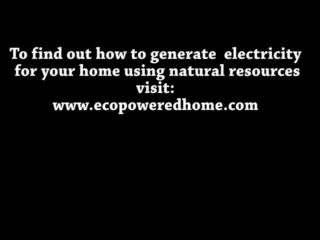 To find out how to generate electricity
for your home using natural resources
visit:
www.ecopoweredhome.com